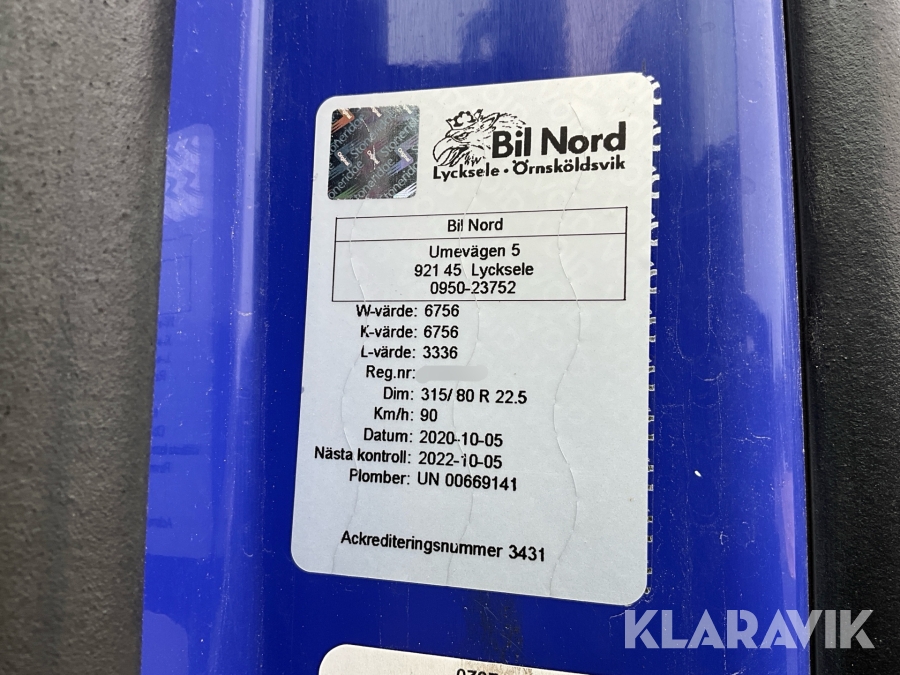 Bil Nord
Lycksele • Örnsköldsvik
Bil Nord
Umevägen 5
921 45 Lycksele
0950-23752
W-värde: 6756
K-värde: 6756
L-värde: 3336
Reg.nr:
Dim: 315/ 80 R 22.5
Km/h: 90
Datum: 2020-10-05
Nästa kontroll: 2022-10-05
Plomber: UN 00669141
Ackrediteringsnummer 3431
KLARAVIK